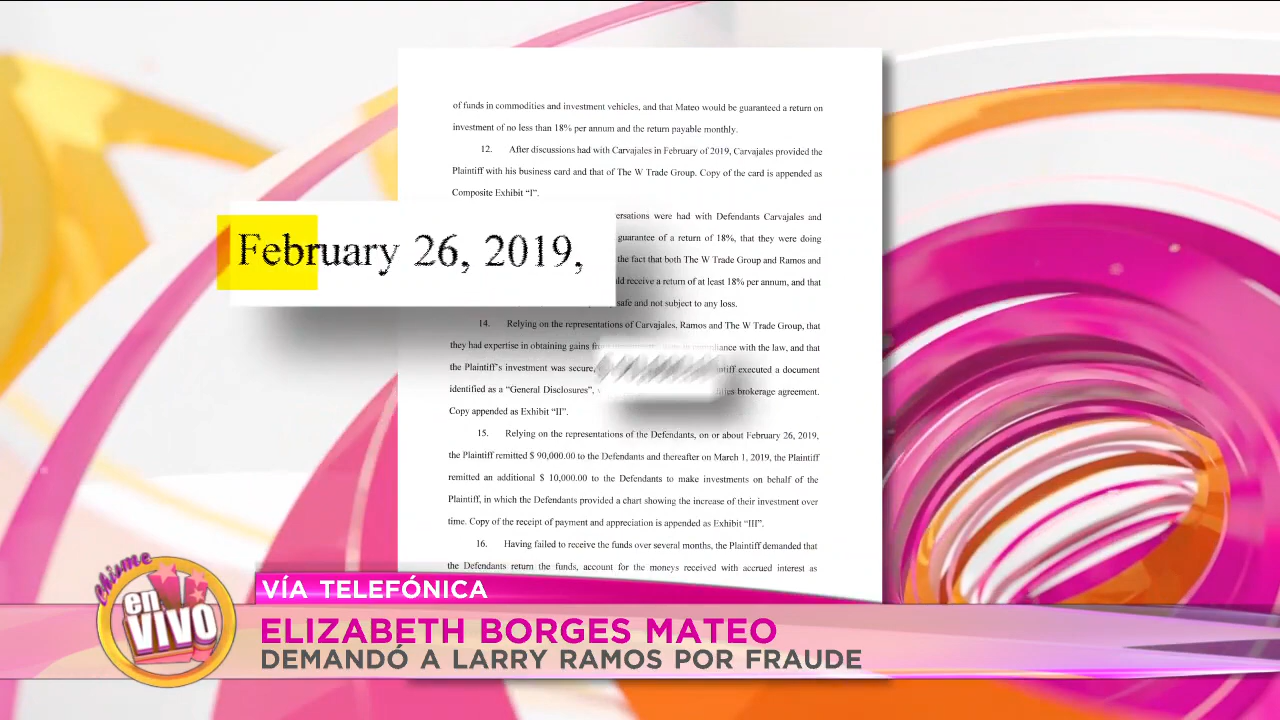 of funds in commodities and investment vehicles, and that Mateo would be guaranteed a return on
investment of no less than 18% per annum and the return payable monthly.
12. After discussions had with Carvajales in February of 2019, Carvajales provided the
Plaintiff with his business card and that of The W Trade Group. Copy of the card is appended as
Composite Exhibit “I”.
were had with Defendants Carvajales and
guarantee of a return of 18%, that they were doing
February 26, 2019,
the fact that both The W Trade Group and Ramos and
receive a return of at least 18% per annum, and that
safe and not subject to any loss.
14. Relying on the representations of Carvajales, Ramos and The W Trade Group, that
they had expertise in obtaining gains with the law, and that
the Plaintiff’s investment was secure, executed a document
identified as a “General Disclosures”, brokerage agreement.
Copy appended as Exhibit “II”.
15. Relying on the representations of the Defendants, on or about February 26, 2019,
the Plaintiff remitted $ 90,000.00 to the Defendants and thereafter on March 1, 2019, the Plaintiff
remitted an additional $ 10,000.00 to the Defendants to make investments on behalf of the
Plaintiff, in which the Defendants provided a chart showing the increase of their investment over
time. Copy of the receipt of payment and appreciation is appended as Exhibit “III”.
16. Having failed to receive the funds over several months, the Plaintiff demanded that
the Defendants return the funds, account for the moneys received with accrued interest as
chisme
en
VIVO
VÍA TELEFÓNICA
ELIZABETH BORGES MATEO
DEMANDÓ A LARRY RAMOS POR FRAUDE